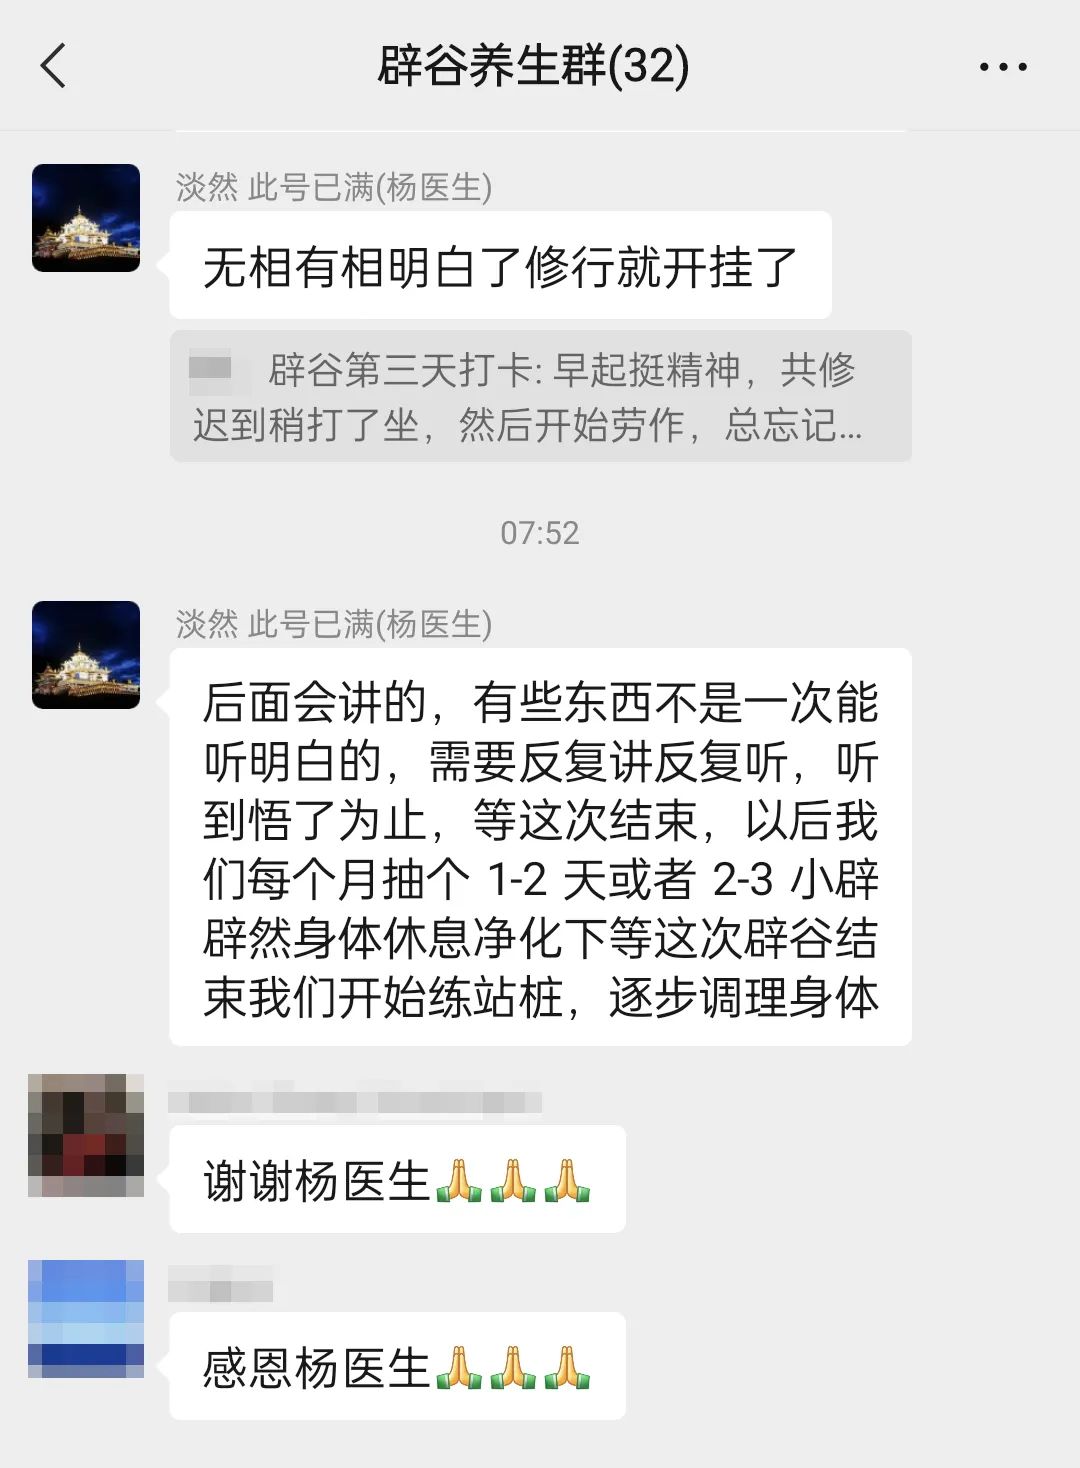 辟谷养生群(32)
淡然 此号已满(杨医生)
无相有相明白了修行就开挂了
辟谷第三天打卡: 早起挺精神，共修
迟到稍打了坐，然后开始劳作，总忘记...
07:52
淡然 此号已满(杨医生)
后面会讲的，有些东西不是一次能
听明白的，需要反复讲反复听，听
到悟了为止，等这次结束，以后我
们每个月抽个 1-2 天或者 2-3 小辟
辟然身体休息净化下等这次辟谷结
束我们开始练站桩，逐步调理身体
谢谢杨医生🙏🙏🙏
感恩杨医生🙏🙏🙏